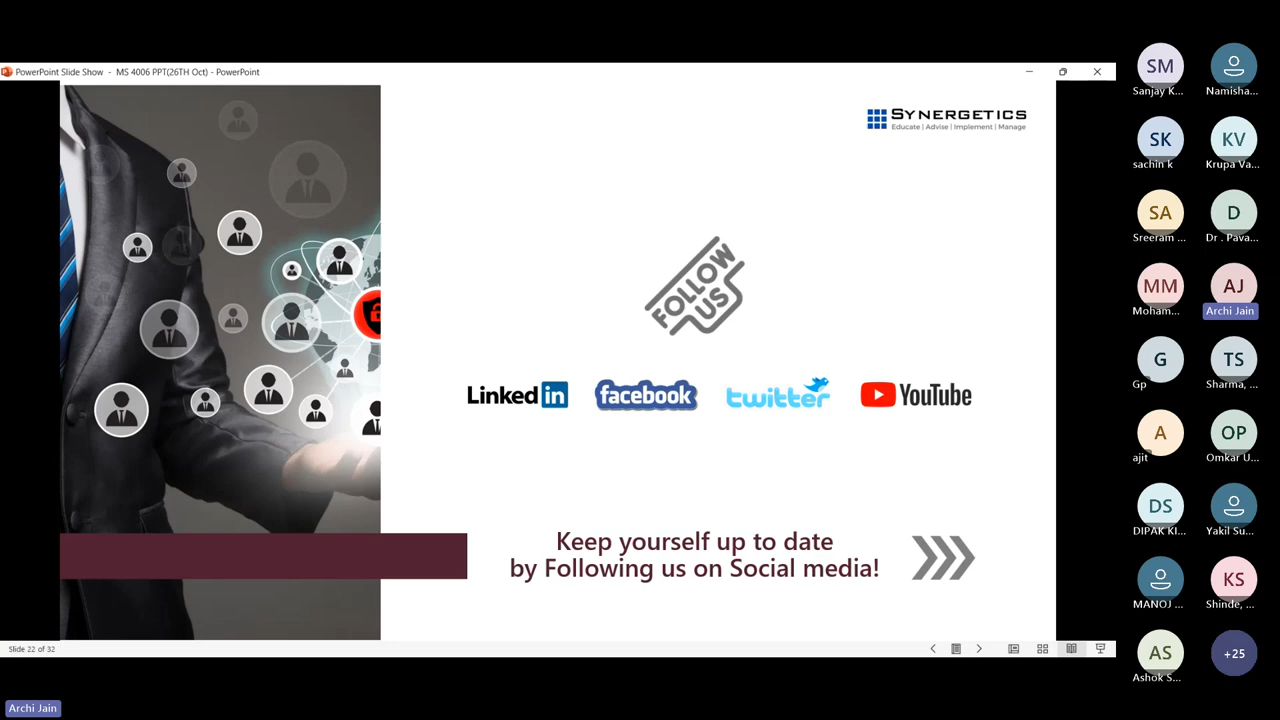 PowerPoint Slide Show - MS 4006 PPT(26TH Oct) - PowerPoint
SYNERGETICS
Educate | Advise | Implement | Manage
FOLLOW
US
Linked in
facebook
twitter
YouTube
Keep yourself up to date
by Following us on Social media!
Slide 22 of 32
Archi Jain
SM
Sanjay K...
Namisha...
SK
sachin k
KV
Krupa Va...
SA
Sreeram ...
D
Dr . Pava...
MM
Moham...
AJ
Archi Jain
G
Gp
TS
Sharma, ...
A
ajit
OP
Omkar U...
DS
DIPAK KI...
Yakil Su...
MANOJ ...
KS
Shinde, ...
AS
Ashok S...
+25